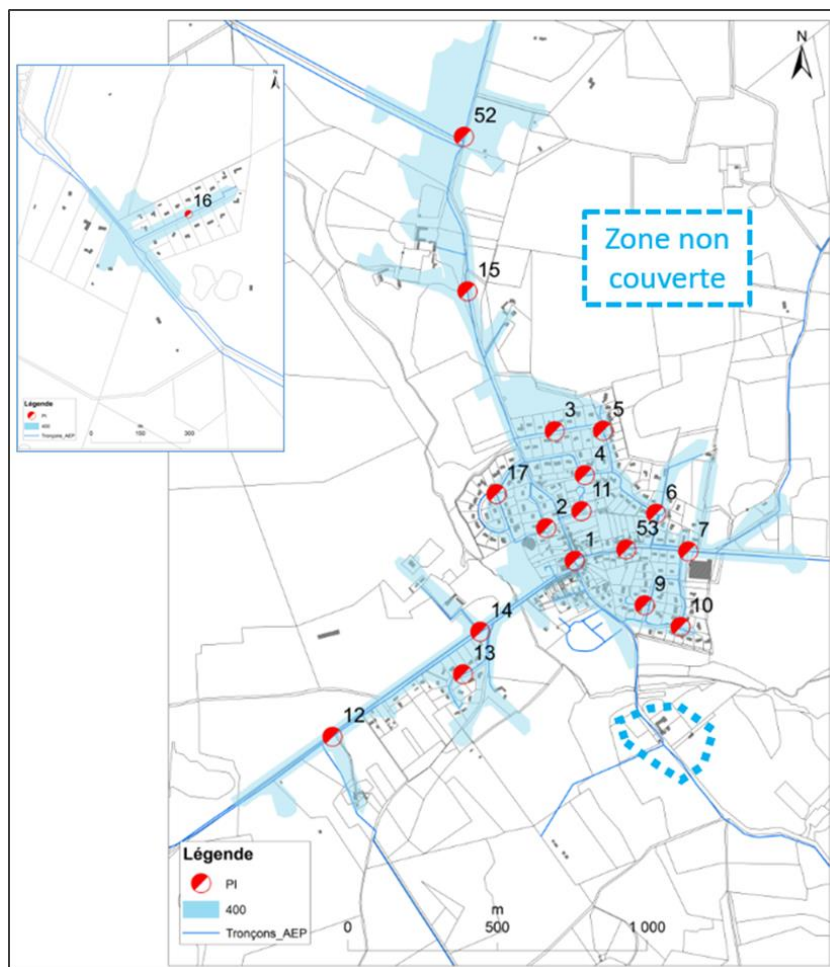 N
52
N
16
Zone non
couverte
15
Légende
PI
400
Tronçons_AEP
m
0 150 300
3
5
4
17
11
6
2
53
7
1
9
10
14
13
12
Légende
PI
400
Tronçons_AEP
m
0 500 1 000